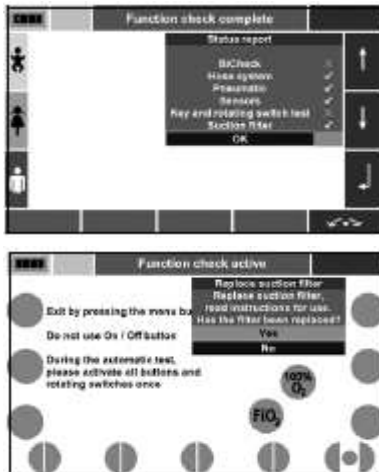 Function check complete
Status report
BiCheck
Hose system
Pneumatic
Sensors
Key and rotating switch test
Suction filter
OK
Function check active
Replace suction filter
Replace suction filter,
read instructions for use.
Has the filter been replaced?
Yes
No
Exit by pressing the menu bu
Do not use On / Off button
During the automatic test,
please activate all buttons and
rotating switches once
100%
O₂
FiO₂